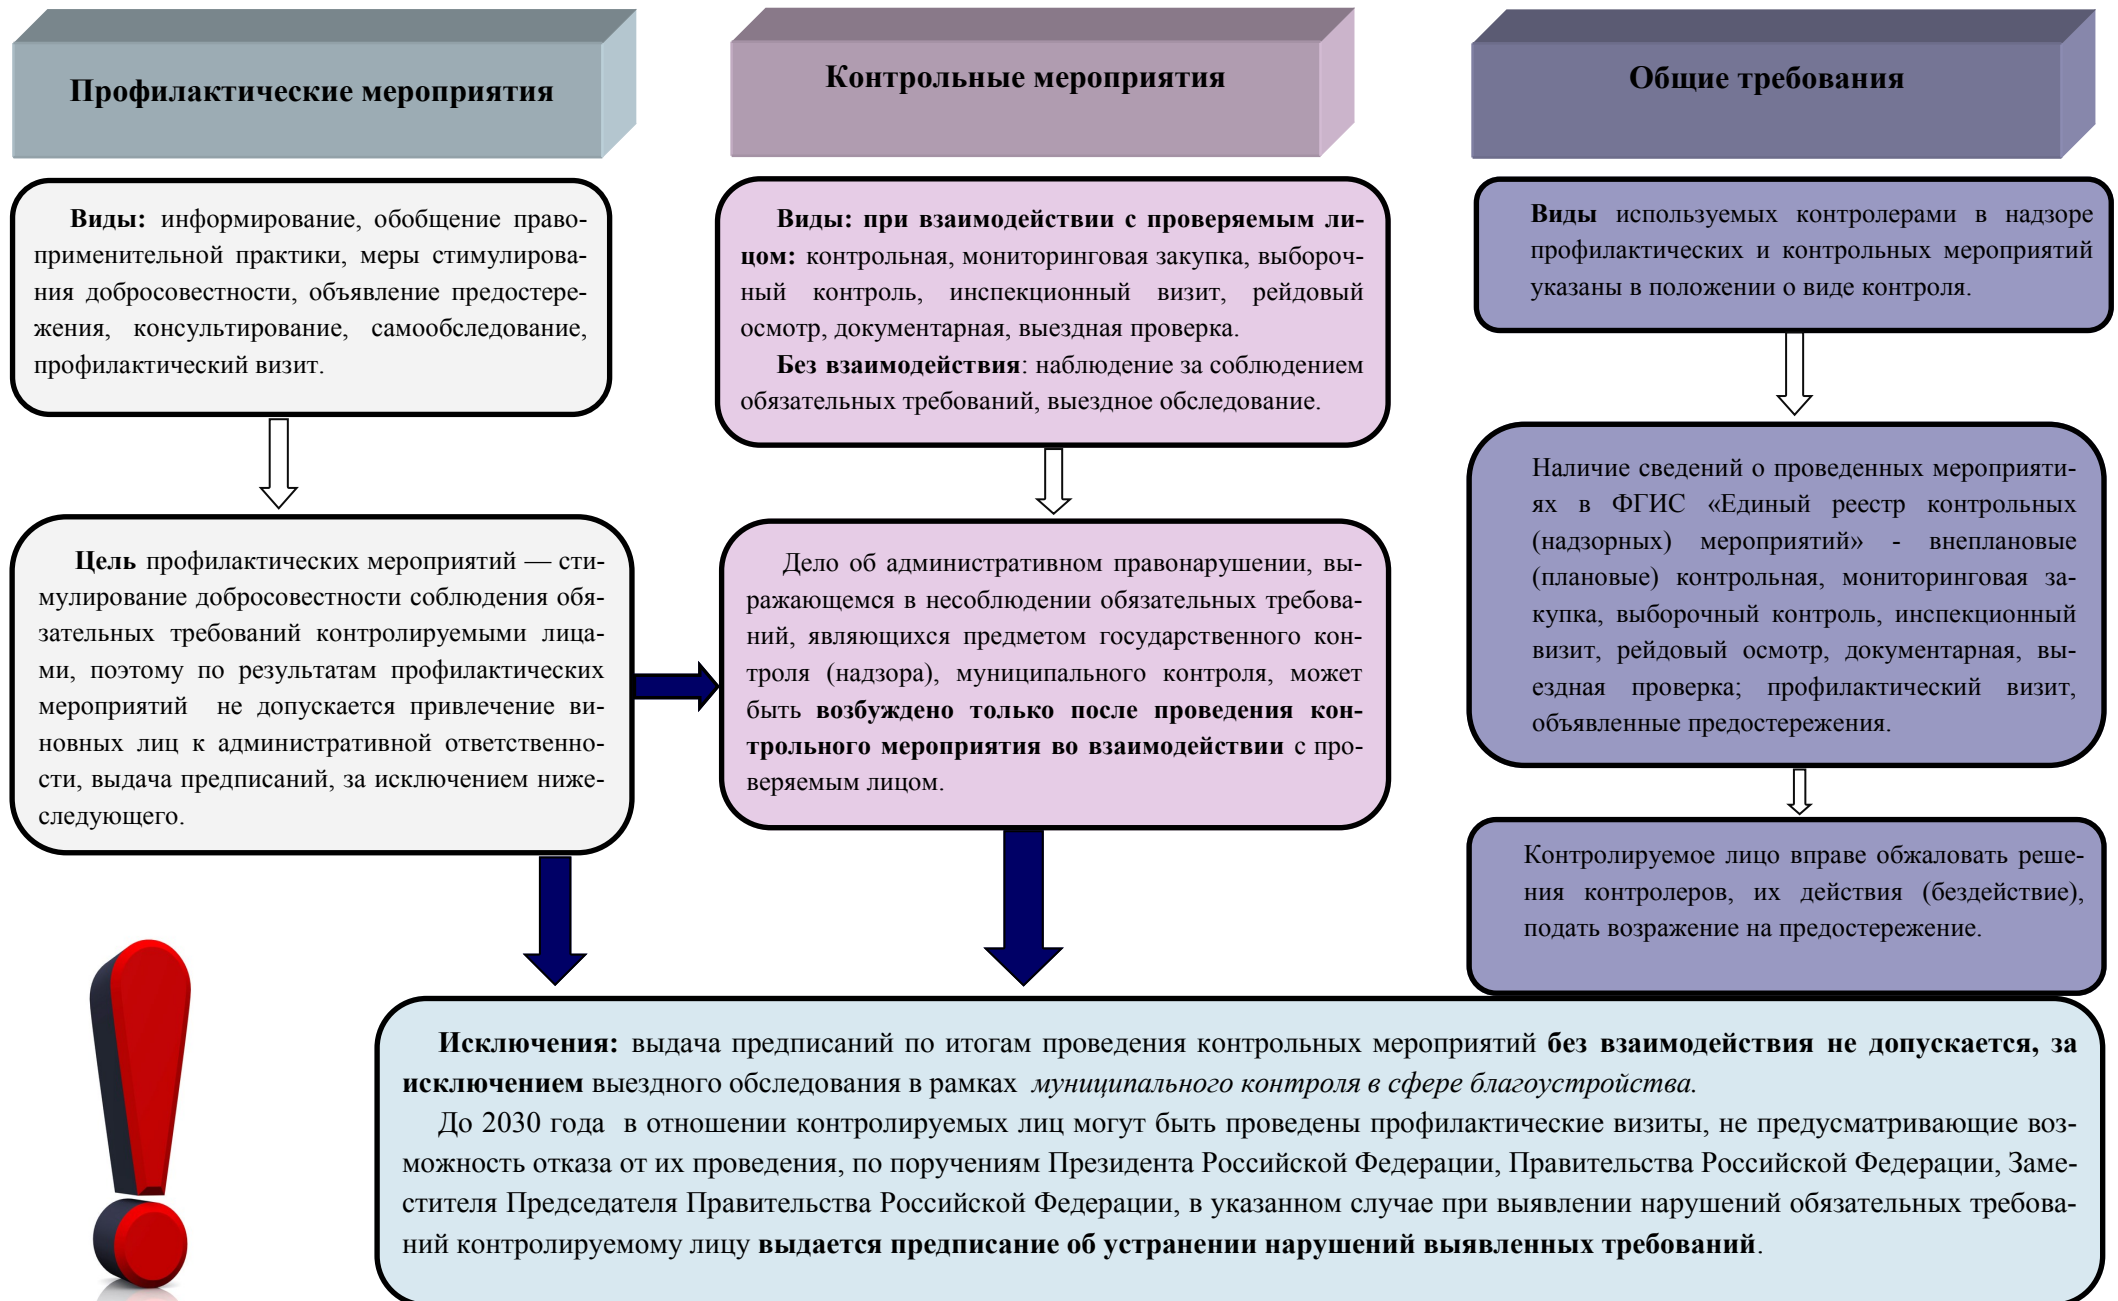 Профилактические мероприятия
Виды: информирование, обобщение право-
применительной практики, меры стимулирова-
ния добросовестности, объявление предостере-
жения, консультирование, самообследование,
профилактический визит.
Цель профилактических мероприятий — сти-
мулирование добросовестности соблюдения обя-
зательных требований контролируемыми лица-
ми, поэтому по результатам профилактических
мероприятий не допускается привлечение ви-
новных лиц к административной ответственно-
сти, выдача предписаний, за исключением ниже-
следующего.
Контрольные мероприятия
Виды: при взаимодействии с проверяемым ли-
цом: контрольная, мониторинговая закупка, выбороч-
ный контроль, инспекционный визит, рейдовый
осмотр, документарная, выездная проверка.
Без взаимодействия: наблюдение за соблюдением
обязательных требований, выездное обследование.
Дело об административном правонарушении, вы-
ражающемся в несоблюдении обязательных требова-
ний, являющихся предметом государственного кон-
троля (надзора), муниципального контроля, может
быть возбуждено только после проведения кон-
трольного мероприятия во взаимодействии с про-
веряемым лицом.
Общие требования
Виды используемых контролерами в надзоре
профилактических и контрольных мероприятий
указаны в положении о виде контроля.
Наличие сведений о проведенных мероприяти-
ях в ФГИС «Единый реестр контрольных
(надзорных) мероприятий» - внеплановые
(плановые) контрольная, мониторинговая за-
купка, выборочный контроль, инспекционный
визит, рейдовый осмотр, документарная, вы-
ездная проверка; профилактический визит,
объявленные предостережения.
Контролируемое лицо вправе обжаловать реше-
ния контролеров, их действия (бездействие),
подать возражение на предостережение.
Исключения: выдача предписаний по итогам проведения контрольных мероприятий без взаимодействия не допускается, за
исключением выездного обследования в рамках муниципального контроля в сфере благоустройства.
До 2030 года в отношении контролируемых лиц могут быть проведены профилактические визиты, не предусматривающие воз-
можность отказа от их проведения, по поручениям Президента Российской Федерации, Правительства Российской Федерации, Заме-
стителя Председателя Правительства Российской Федерации, в указанном случае при выявлении нарушений обязательных требова-
ний контролируемому лицу выдается предписание об устранении нарушений выявленных требований.